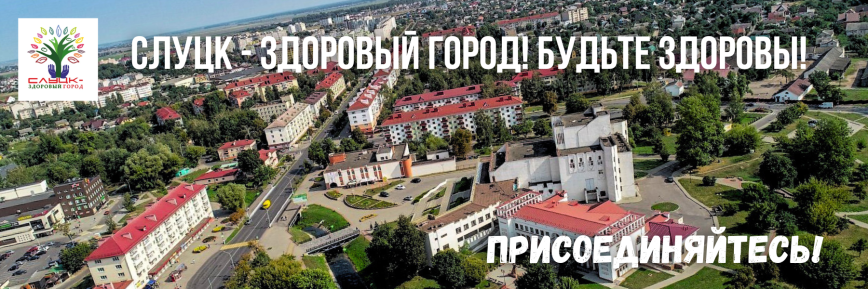 СЛУЦК - ЗДОРОВЫЙ ГОРОД! БУДЬТЕ ЗДОРОВЫ!
СЛУЦК-
ЗДОРОВЫЙ ГОРОД
ПРИСОЕДИНЯЙТЕСЬ!